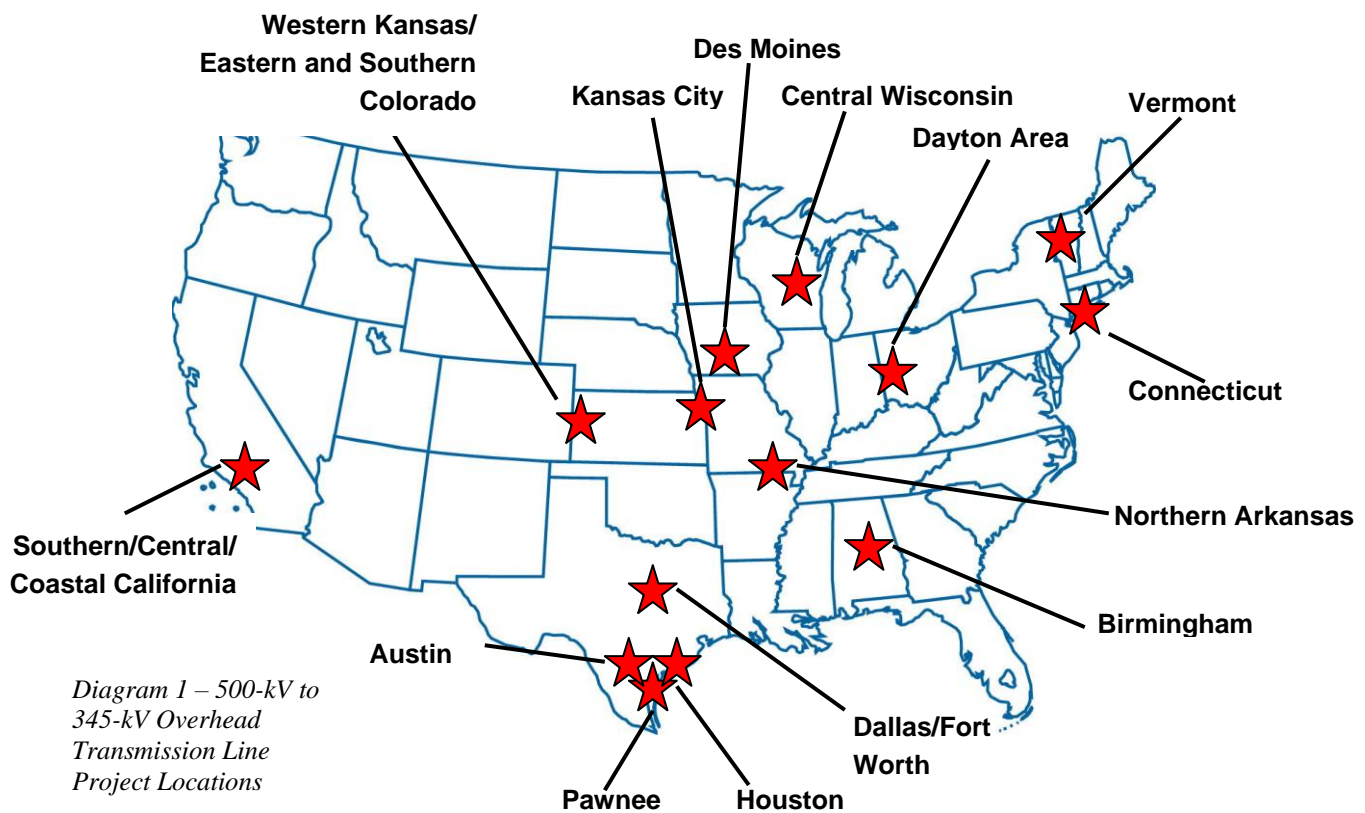 Western Kansas/
Eastern and Southern
Colorado
Des Moines
Kansas City
Central Wisconsin
Vermont
Dayton Area
Connecticut
Northern Arkansas
Southern/Central/
Coastal California
Birmingham
Austin
Diagram 1 – 500-kV to
345-kV Overhead
Transmission Line
Project Locations
Dallas/Fort
Worth
Pawnee
Houston